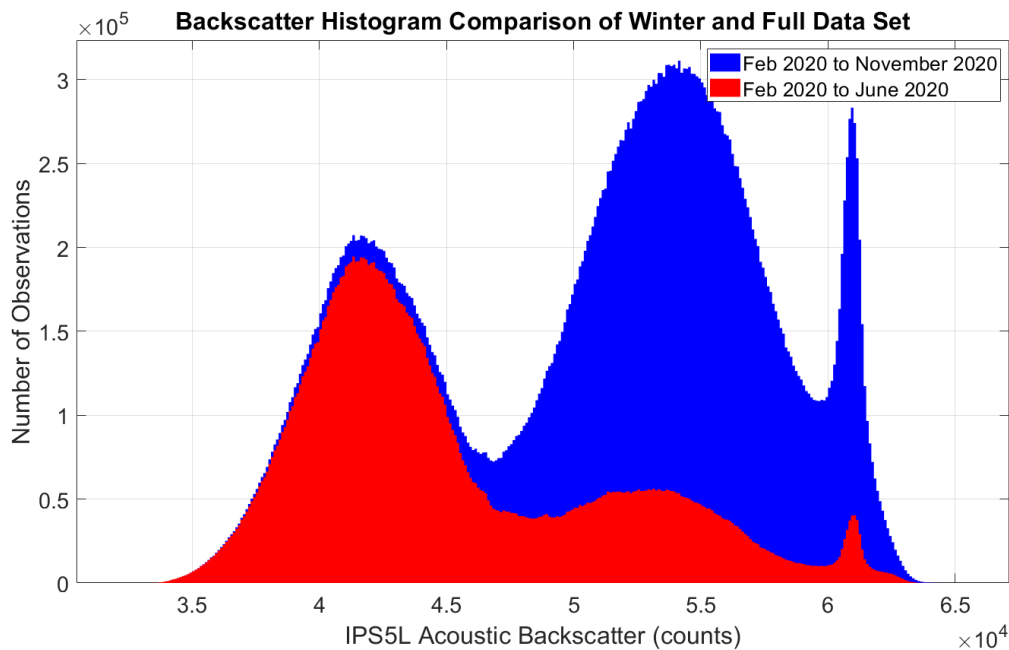 Backscatter Histogram Comparison of Winter and Full Data Set
×10^5
Feb 2020 to November 2020
Feb 2020 to June 2020
Number of Observations
3
2.5
2
1.5
1
0.5
0
3.5 4 4.5 5 5.5 6 6.5
IPS5L Acoustic Backscatter (counts)
×10^4